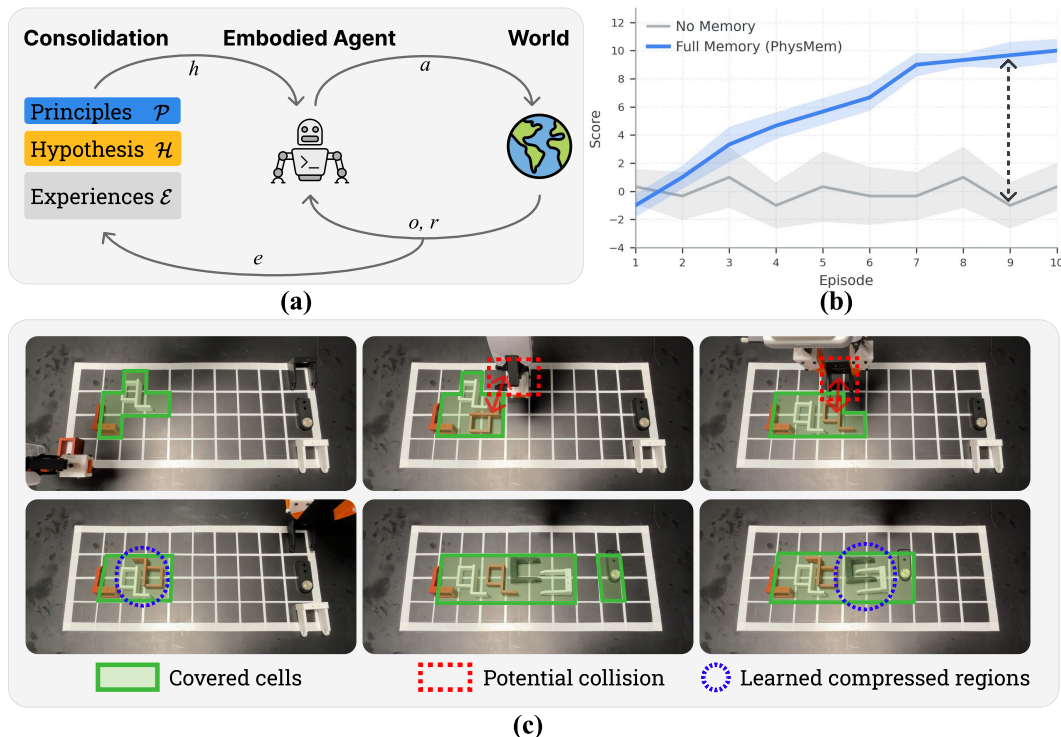 Consolidation
Embodied Agent
World
h
a
Principles 𝒫
Hypothesis ℋ
Experiences ℰ
o, r
e
(a)
No Memory
Full Memory (PhysMem)
Score
12
10
8
6
4
2
0
−2
−4
1 2 3 4 5 6 7 8 9 10
Episode
(b)
Covered cells
Potential collision
Learned compressed regions
(c)